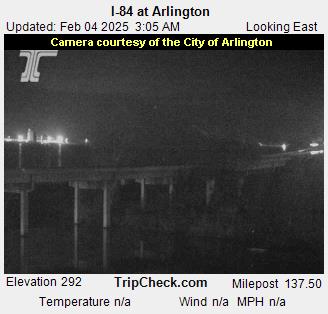 I-84 at Arlington
Updated: Feb 04 2025 3:05 AM Looking East
Camera courtesy of the City of Arlington
Elevation 292 TripCheck.com Milepost 137.50
Temperature n/a Wind n/a MPH n/a